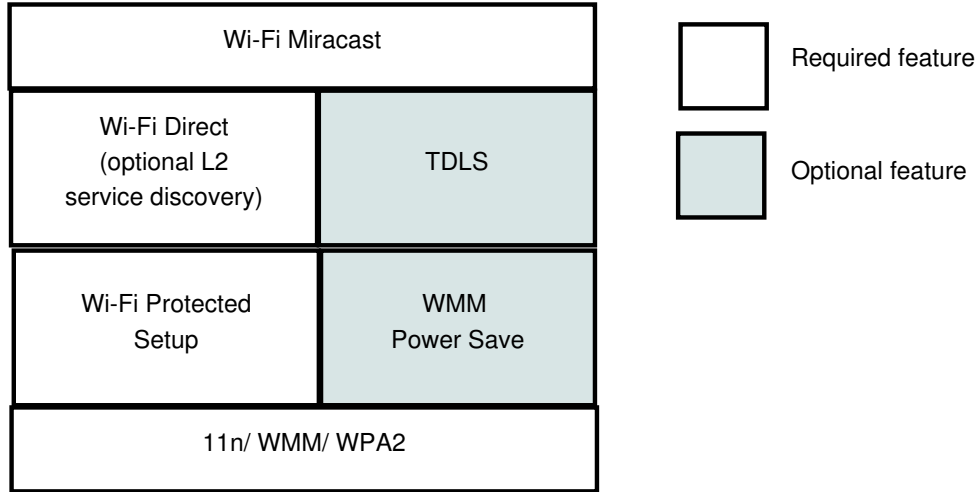 Wi-Fi Miracast
Required feature
Wi-Fi Direct
(optional L2
service discovery)
TDLS
Optional feature
Wi-Fi Protected
Setup
WMM
Power Save
11n/ WMM/ WPA2